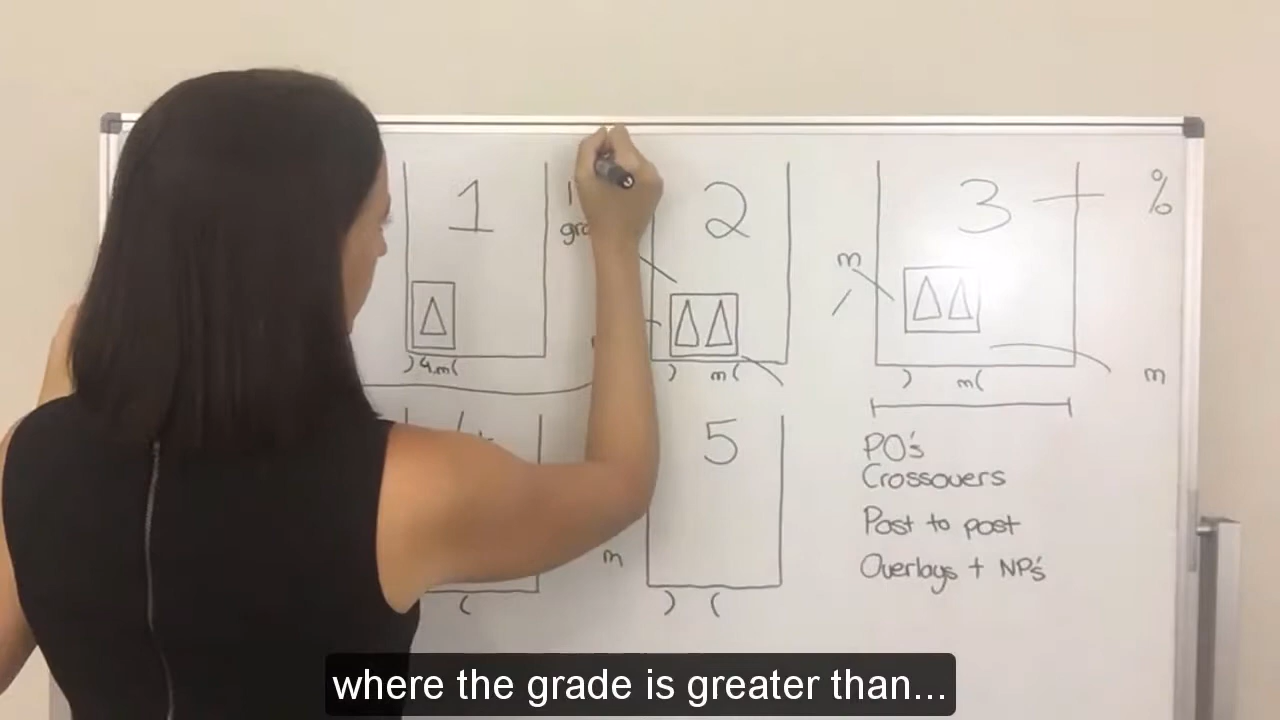 1
2
3
%
m
)4m(
) m(
) m(
m
5
PO's
Crossovers
Post to post
Overlays + NP's
m
(
) (
where the grade is greater than...